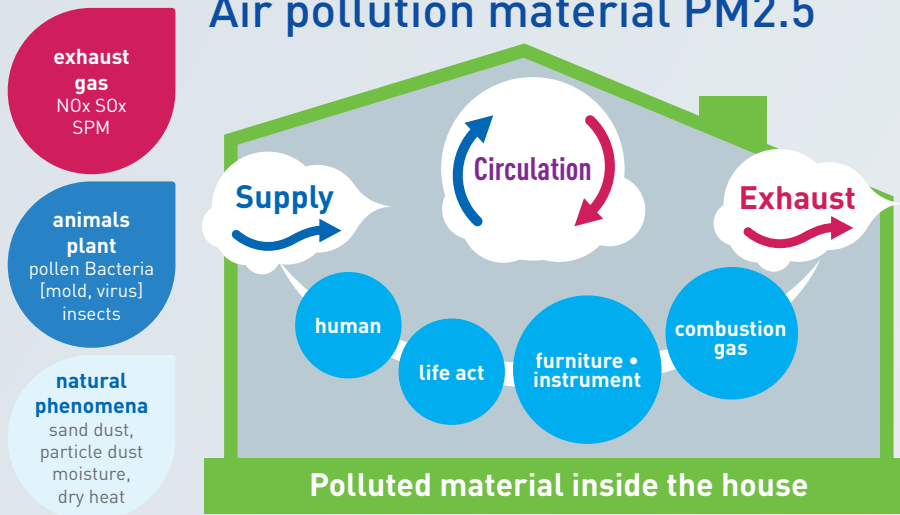 Air pollution material PM2.5
exhaust
gas
NOx SOx
SPM
animals
plant
pollen Bacteria
[mold, virus]
insects
natural
phenomena
sand dust,
particle dust
moisture,
dry heat
Supply
Circulation
Exhaust
human
life act
furniture •
instrument
combustion
gas
Polluted material inside the house